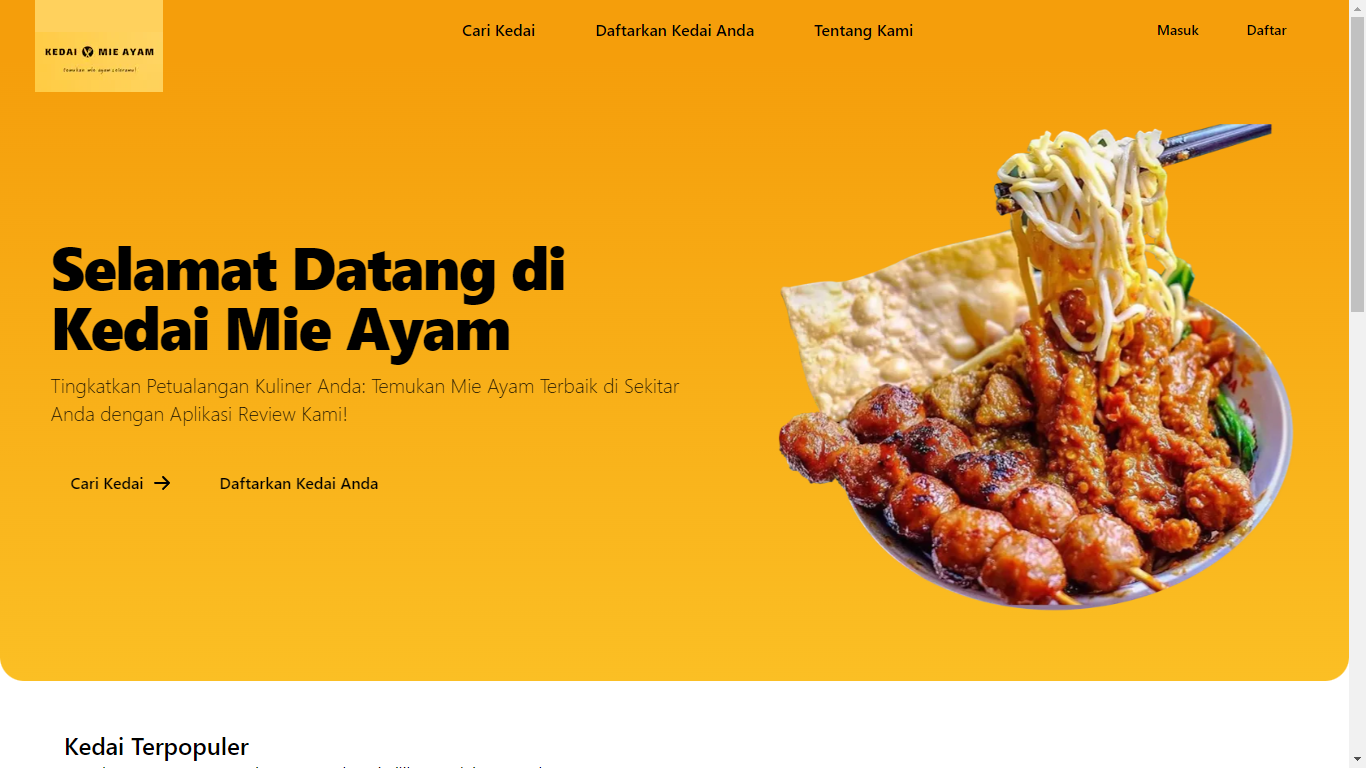 KEDAI MIE AYAM
temukan mie ayam seleramu!
Cari Kedai
Daftarkan Kedai Anda
Tentang Kami
Masuk
Daftar
Selamat Datang di
Kedai Mie Ayam
Tingkatkan Petualangan Kuliner Anda: Temukan Mie Ayam Terbaik di Sekitar
Anda dengan Aplikasi Review Kami!
Cari Kedai
Daftarkan Kedai Anda
Kedai Terpopuler